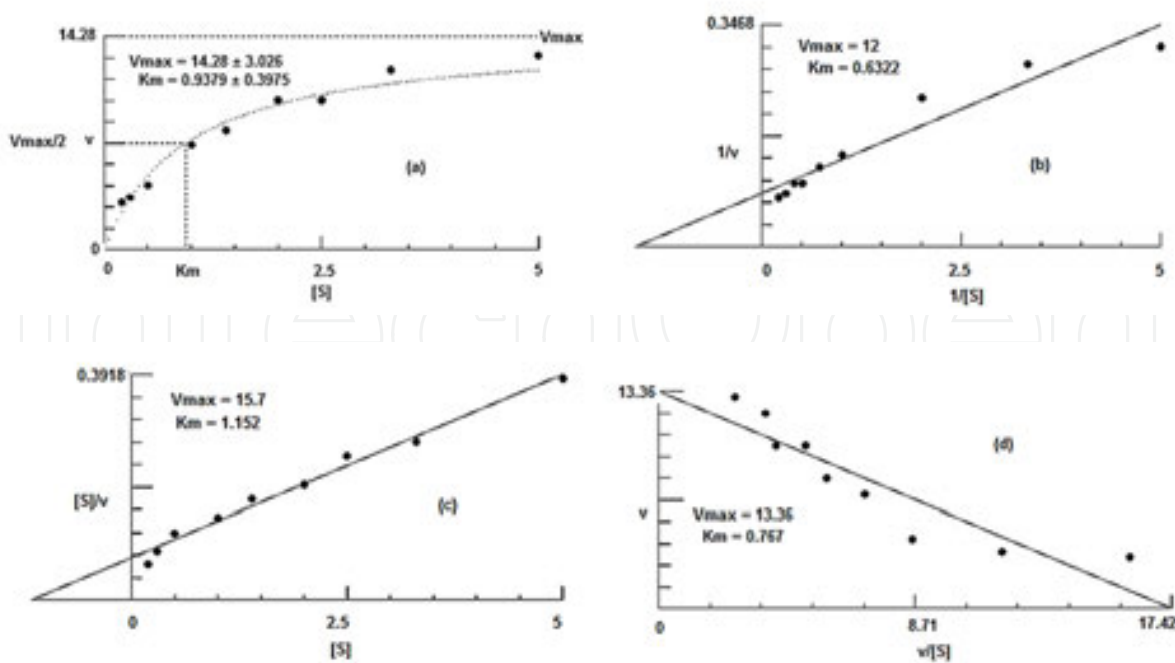 14.28
Vmax
Vmax = 14.28 ± 3.026
Km = 0.9379 ± 0.3975
Vmax/2 v
(a)
0
0 Km 2.5 5
[S]
0.3468
Vmax = 12
Km = 0.6322
1/v
(b)
0 2.5 5
1/[S]
0.3918
Vmax = 15.7
Km = 1.152
[S]/v
(c)
0 2.5 5
[S]
13.36
(d)
v
Vmax = 13.36
Km = 0.767
0 8.71 17.42
v/[S]